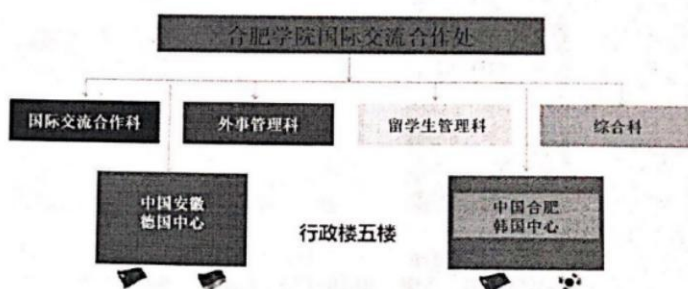 合肥学院国际交流合作处
国际交流合作科
外事管理科
留学生管理科
综合科
中国安徽
德国中心
行政楼五楼
中国合肥
韩国中心